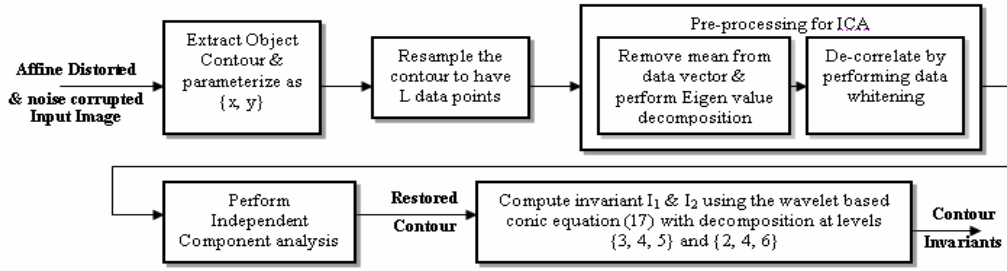 Affine Distorted
& noise corrupted
Input Image
Extract Object
Contour &
parameterize as
{x, y}
Resample the
contour to have
L data points
Pre-processing for ICA
Remove mean from
data vector &
perform Eigen value
decomposition
De-correlate by
performing data
whitening
Perform
Independent
Component analysis
Restored
Contour
Compute invariant I₁ & I₂ using the wavelet based
conic equation (17) with decomposition at levels
{3, 4, 5} and {2, 4, 6}
Contour
Invariants